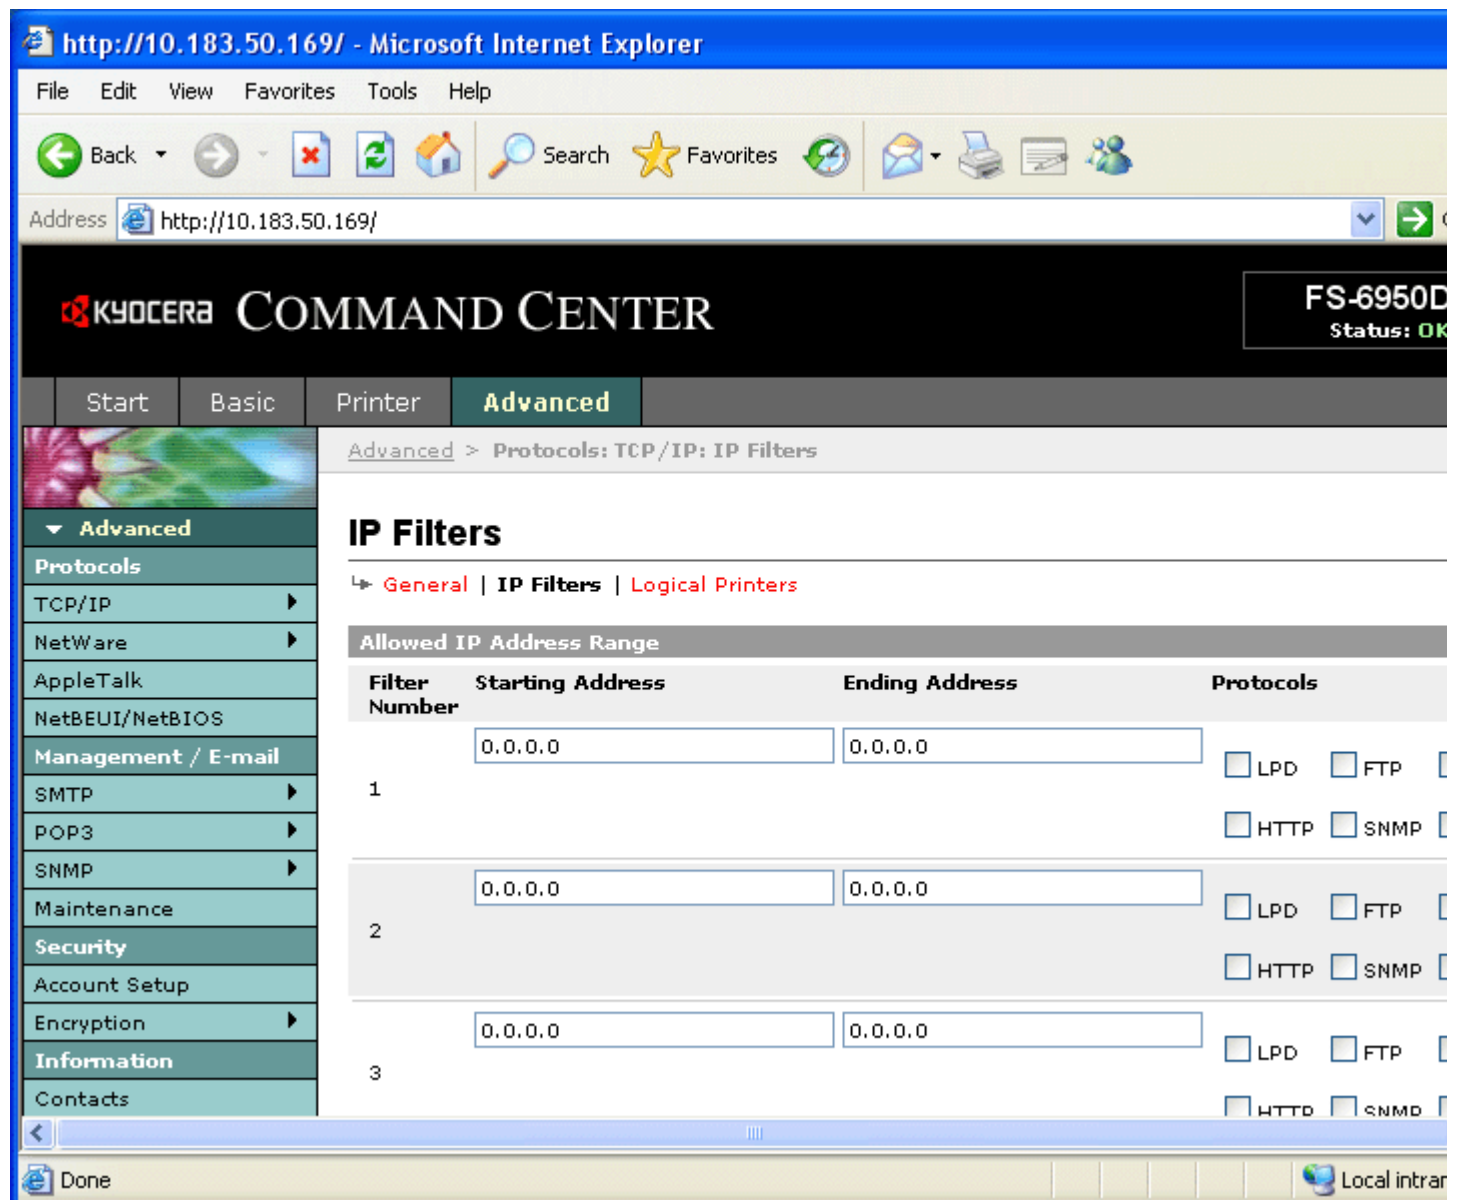 http://10.183.50.169/ - Microsoft Internet Explorer
File Edit View Favorites Tools Help
Back Search Favorites
Address http://10.183.50.169/
KYOCERA COMMAND CENTER
FS-6950D
Status: OK
Start Basic Printer Advanced
Advanced > Protocols: TCP/IP: IP Filters
Advanced
Protocols
TCP/IP
NetWare
AppleTalk
NetBEUI/NetBIOS
Management / E-mail
SMTP
POP3
SNMP
Maintenance
Security
Account Setup
Encryption
Information
Contacts
IP Filters
General | IP Filters | Logical Printers
Allowed IP Address Range
Filter Number Starting Address Ending Address Protocols
0.0.0.0 0.0.0.0
1 LPD FTP
HTTP SNMP
0.0.0.0 0.0.0.0
2 LPD FTP
HTTP SNMP
0.0.0.0 0.0.0.0
3 LPD FTP
HTTP SNMP
Done Local intran